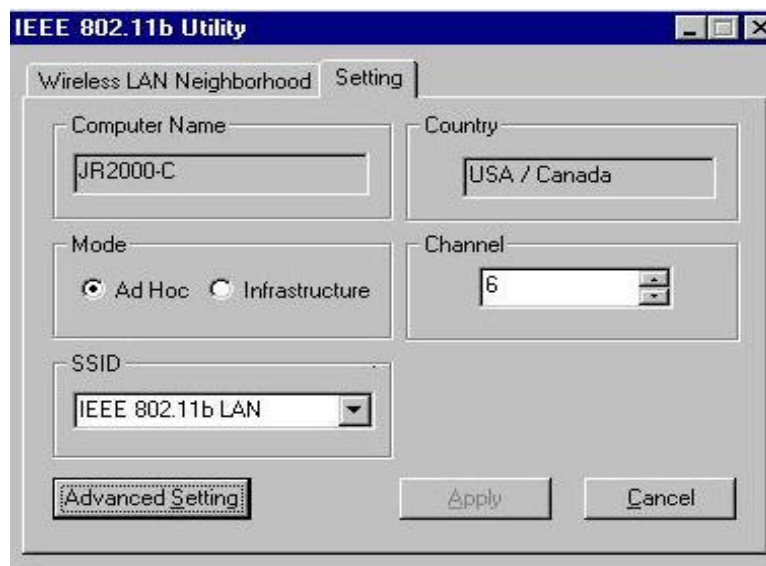 IEEE 802.11b Utility
Wireless LAN Neighborhood
Setting
Computer Name
JR2000-C
Country
USA / Canada
Mode
Ad Hoc
Infrastructure
Channel
6
SSID
IEEE 802.11b LAN
Advanced Setting
Apply
Cancel